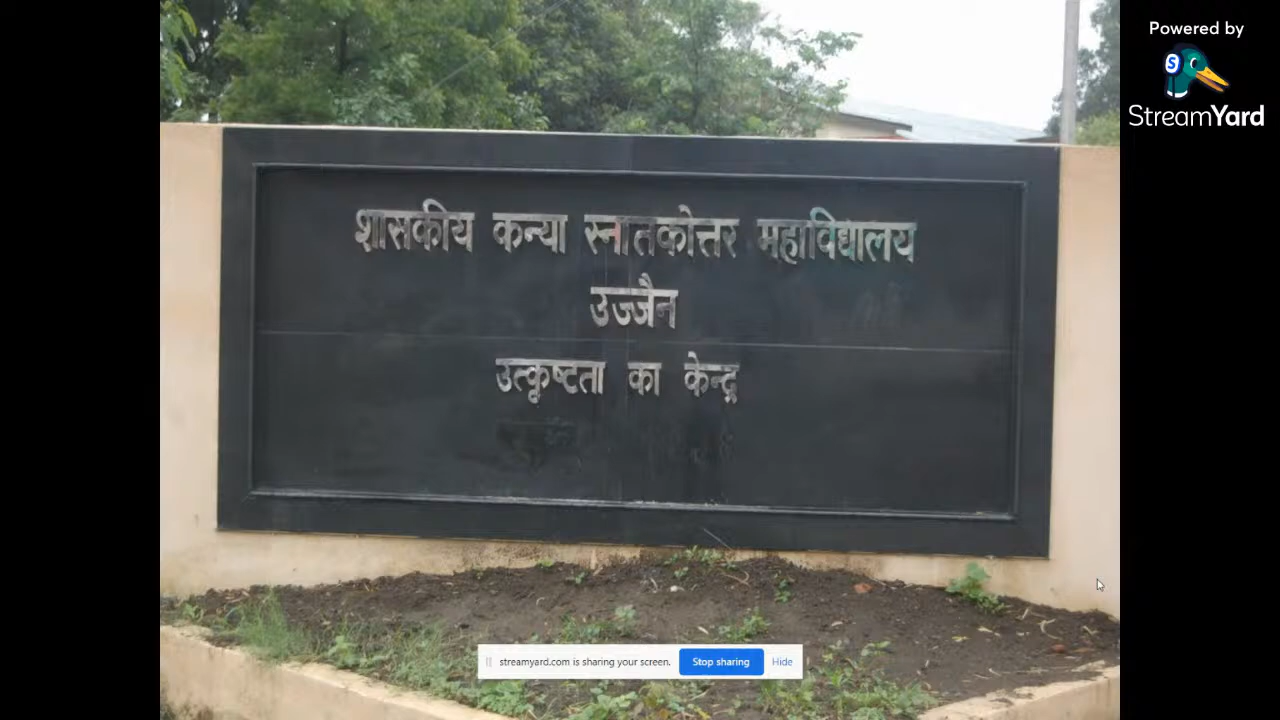 Powered by
S
StreamYard
शासकीय कन्या स्नातकोत्तर महाविद्यालय
उज्जैन
उत्कृष्टता का केन्द्र
streamyard.com is sharing your screen. Stop sharing Hide